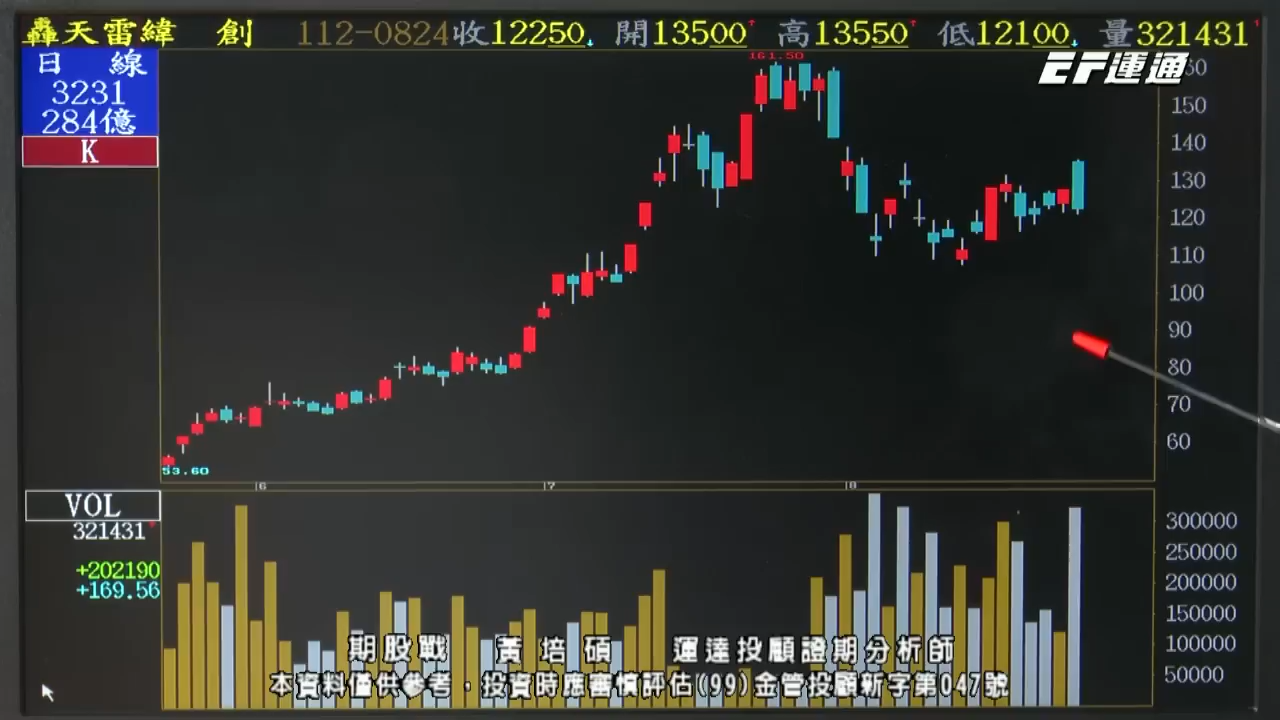 轟天雷緯 創 112-0824收12250↓ 開13500↑ 高13550↑ 低12100↓ 量321431↑
日 線
3231
284億
K
EF運通
161.50
160
150
140
130
120
110
100
90
80
70
60
53.60
6 7 8
VOL
321431
+202190
+169.56
300000
250000
200000
150000
100000
50000
期股戰 黃培碩 運達投顧證期分析師
本資料僅供參考，投資時應審慎評估((99)金管投顧新字第047號